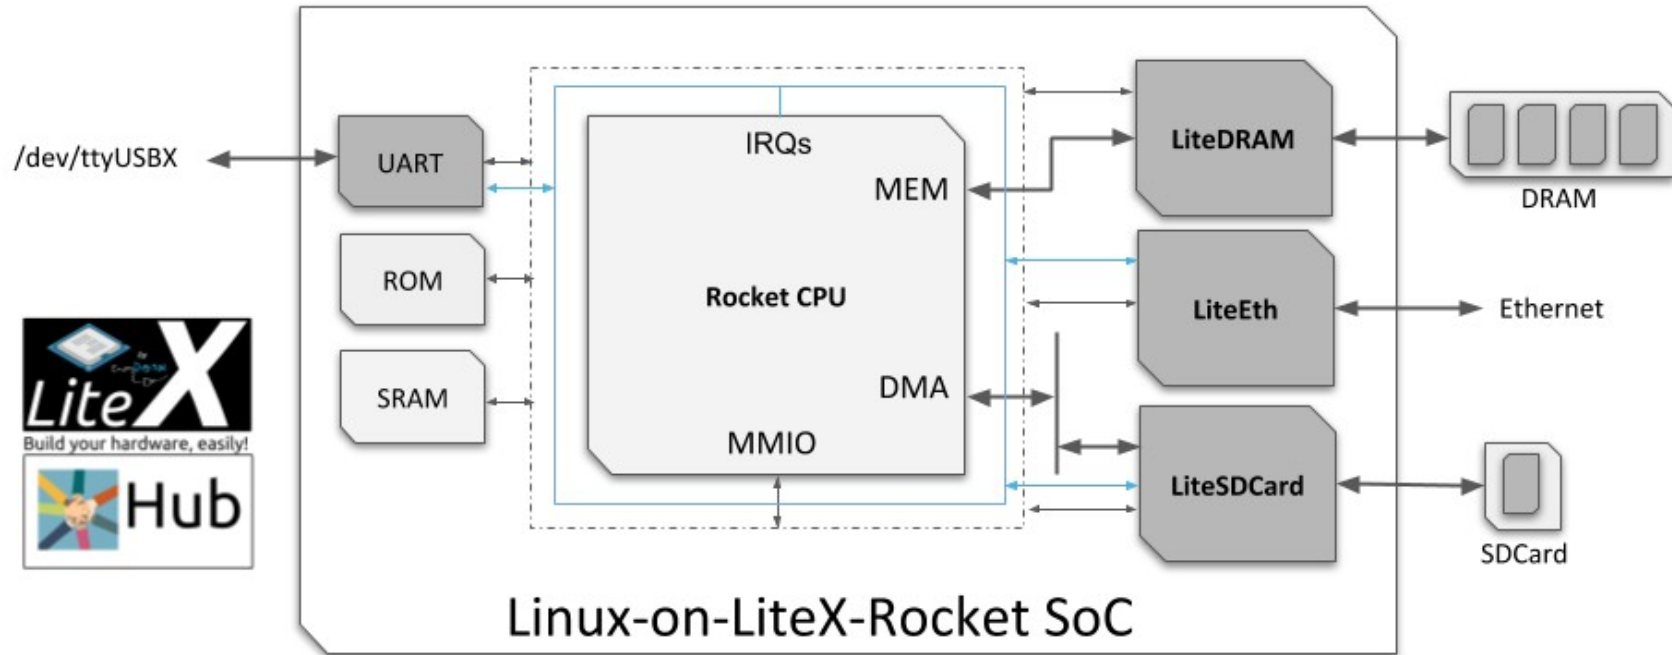 /dev/ttyUSBX
UART
ROM
SRAM
IRQs
MEM
Rocket CPU
DMA
MMIO
LiteDRAM
LiteEth
LiteSDCard
DRAM
Ethernet
SDCard
LiteX
Build your hardware, easily!
Hub
Linux-on-LiteX-Rocket SoC